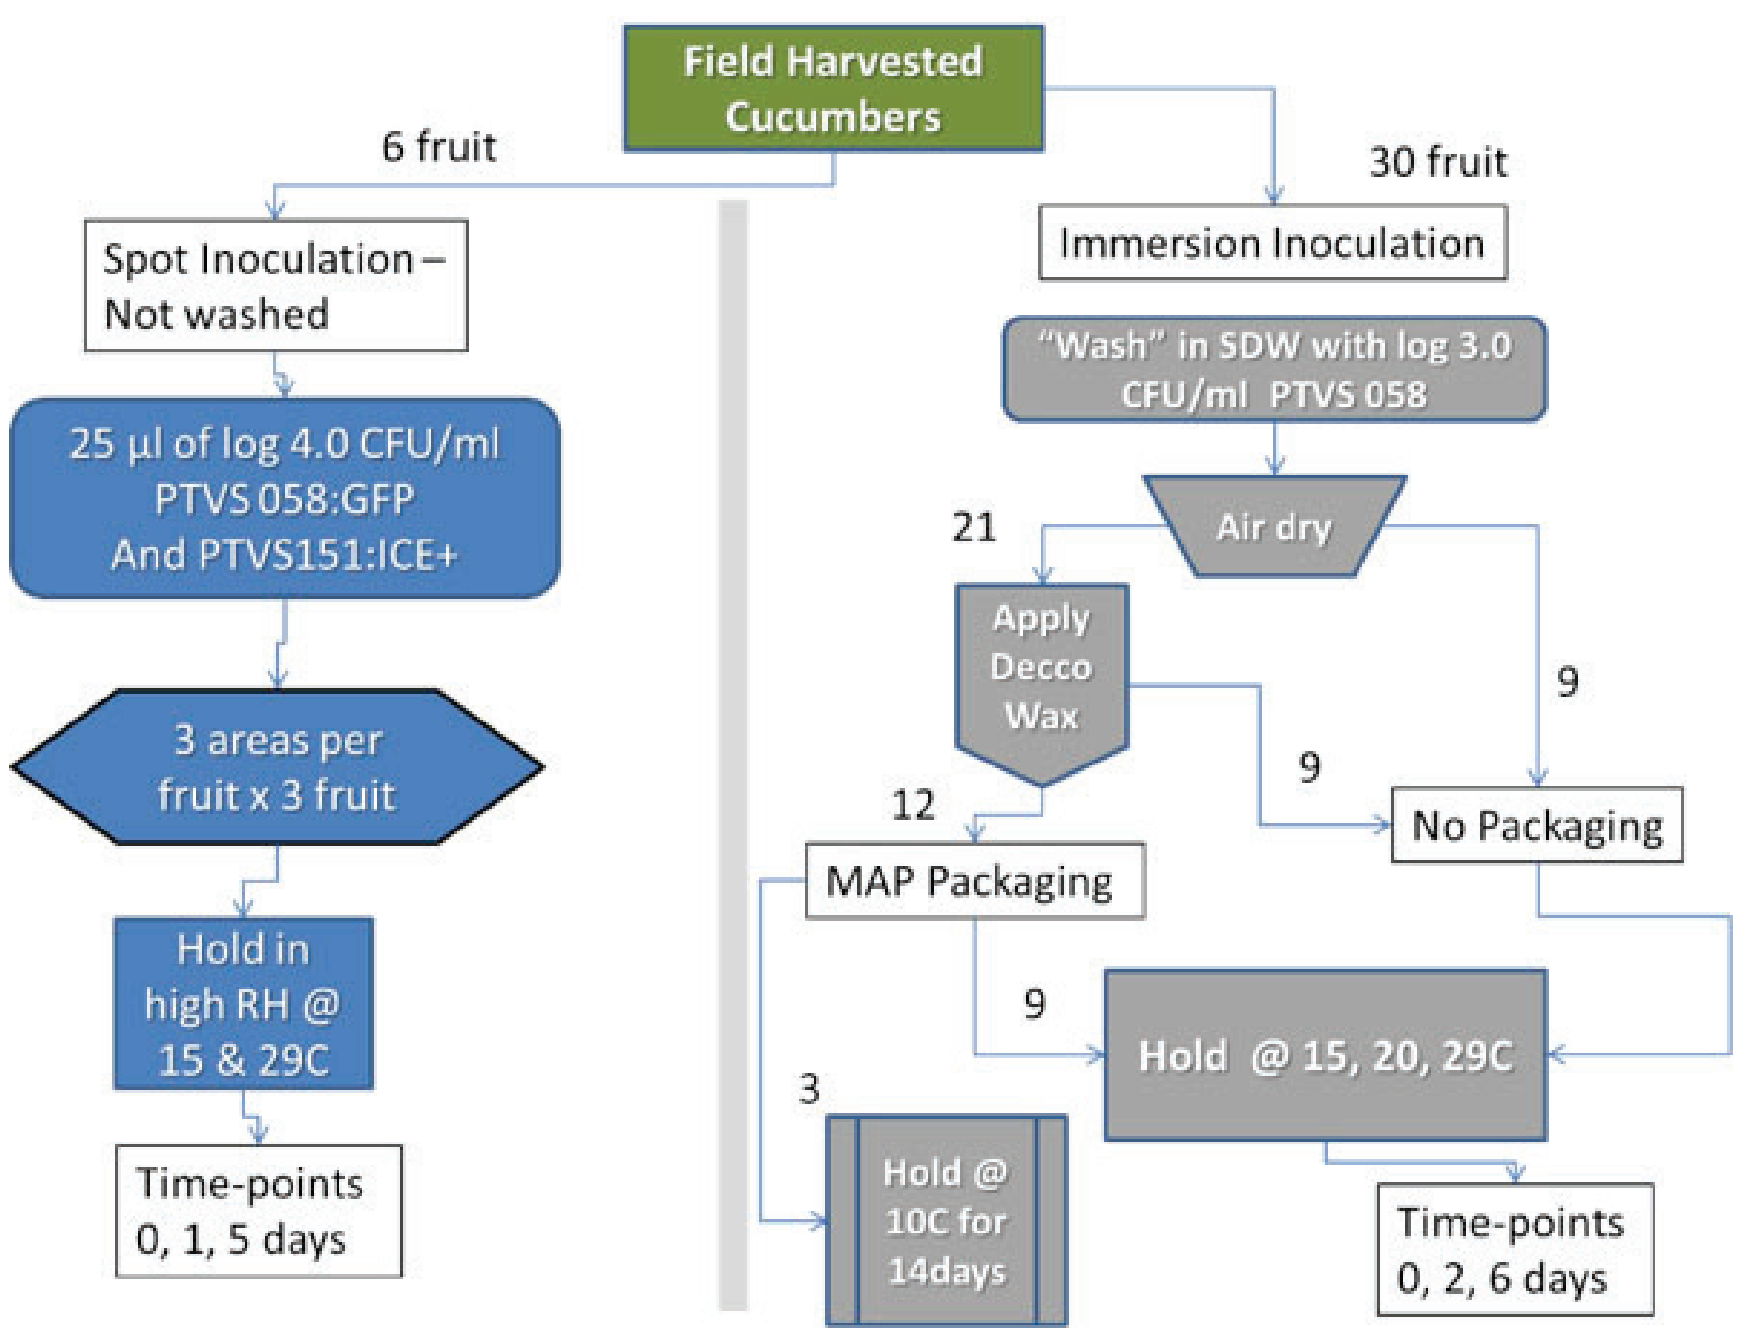 Field Harvested
Cucumbers
6 fruit
30 fruit
Spot Inoculation –
Not washed
25 µl of log 4.0 CFU/ml
PTVS 058:GFP
And PTVS151:ICE+
3 areas per
fruit x 3 fruit
Hold in
high RH @
15 & 29C
Time-points
0, 1, 5 days
Immersion Inoculation
“Wash” in SDW with log 3.0
CFU/ml PTVS 058
Air dry
21
Apply
Decco
Wax
9
9
12
No Packaging
MAP Packaging
9
Hold @ 15, 20, 29C
3
Hold @
10C for
14days
Time-points
0, 2, 6 days